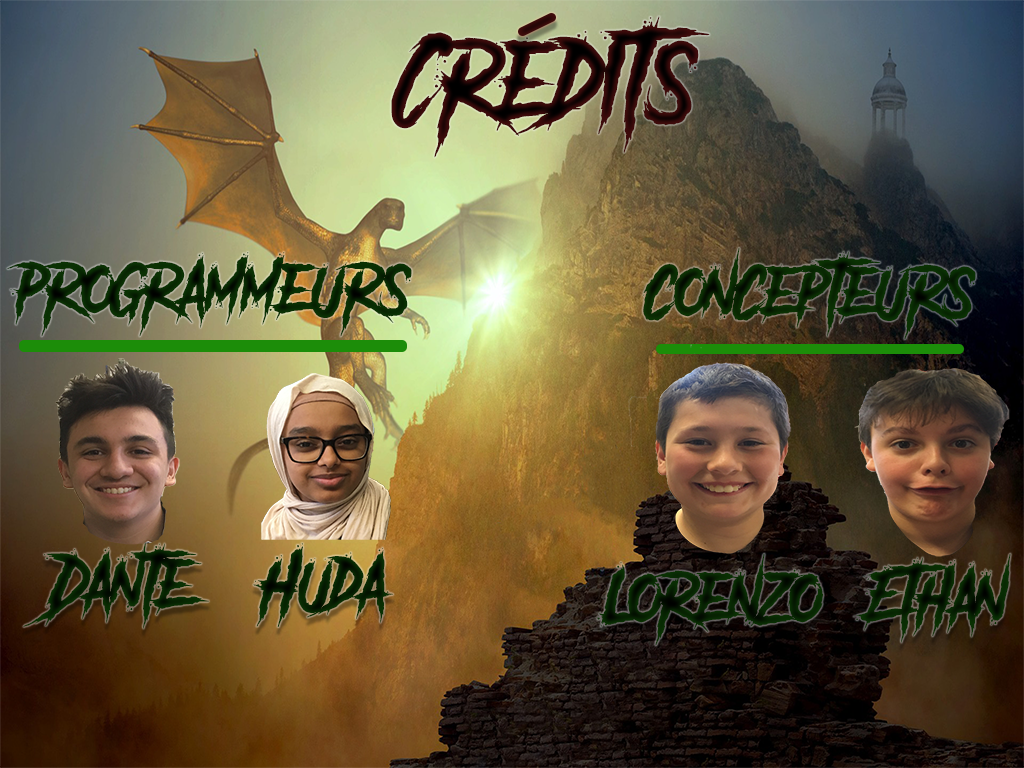 CRÉDITS
PROGRAMMEURS
CONCEPTEURS
DANTE
HUDA
LORENZO
ETHAN